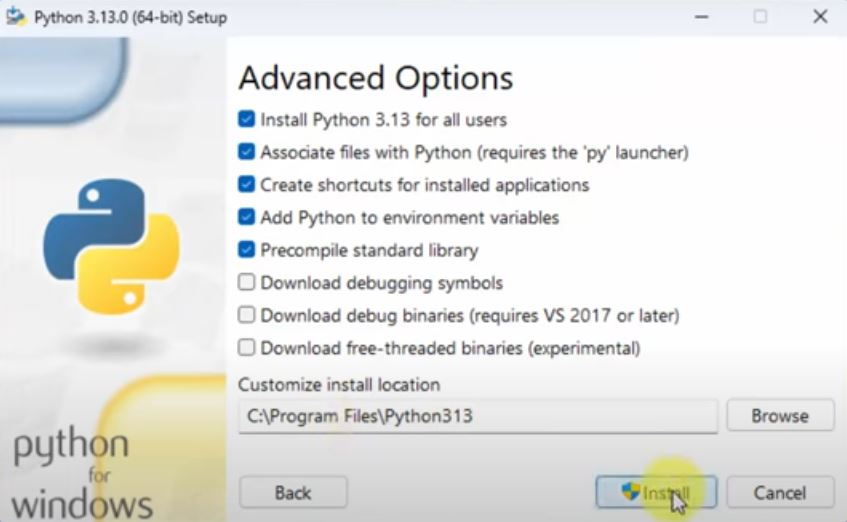 Python 3.13.0 (64-bit) Setup
Advanced Options
Install Python 3.13 for all users
Associate files with Python (requires the 'py' launcher)
Create shortcuts for installed applications
Add Python to environment variables
Precompile standard library
Download debugging symbols
Download debug binaries (requires VS 2017 or later)
Download free-threaded binaries (experimental)
Customize install location
C:\Program Files\Python313
Browse
python
for
windows
Back
Install
Cancel